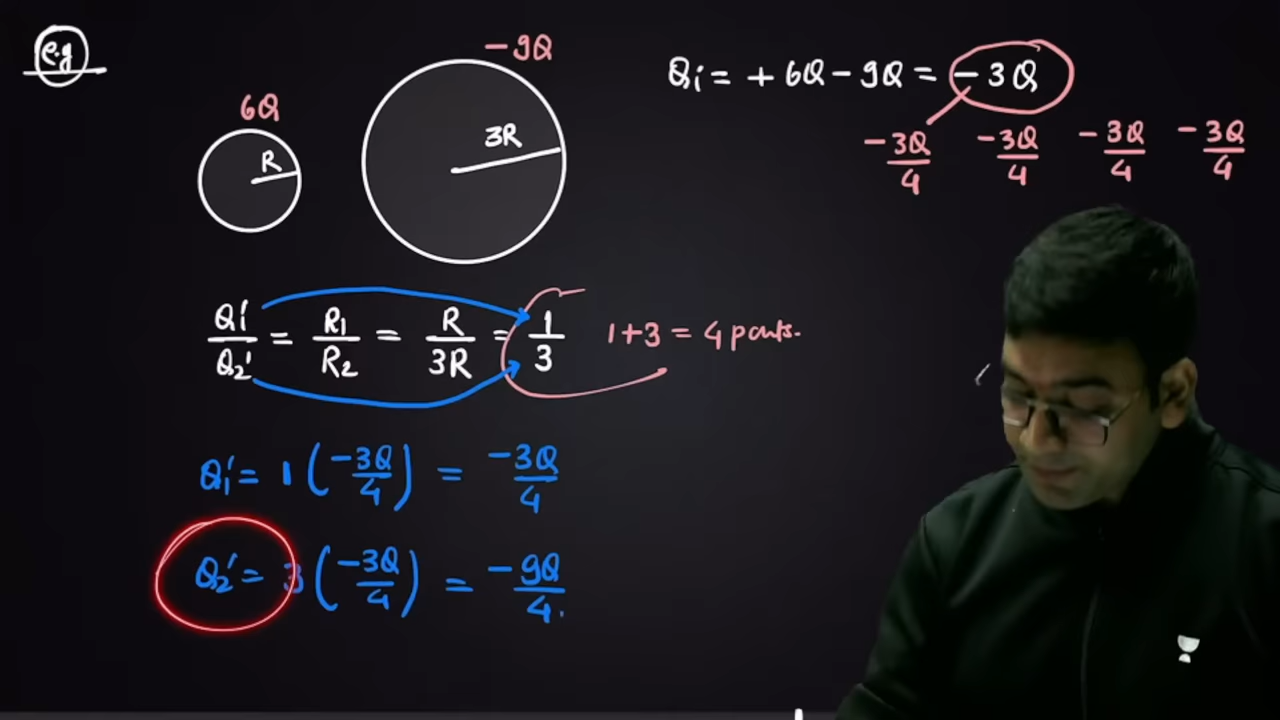 e.g
6Q
R
-9Q
3R
Qi = + 6Q - 9Q = -3Q
-3Q/4 -3Q/4 -3Q/4 -3Q/4
Q1'/Q2' = R1/R2 = R/3R = 1/3 1+3 = 4 parts.
Q1' = 1(-3Q/4) = -3Q/4
Q2' = 3(-3Q/4) = -9Q/4.